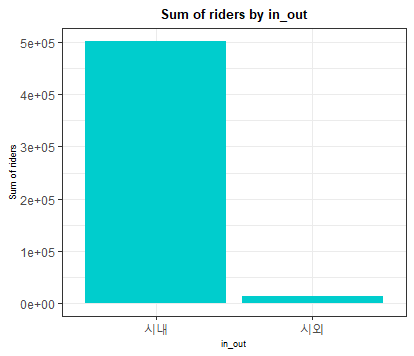 Sum of riders by in_out
Sum of riders
5e+05
4e+05
3e+05
2e+05
1e+05
0e+00
시내
시외
in_out